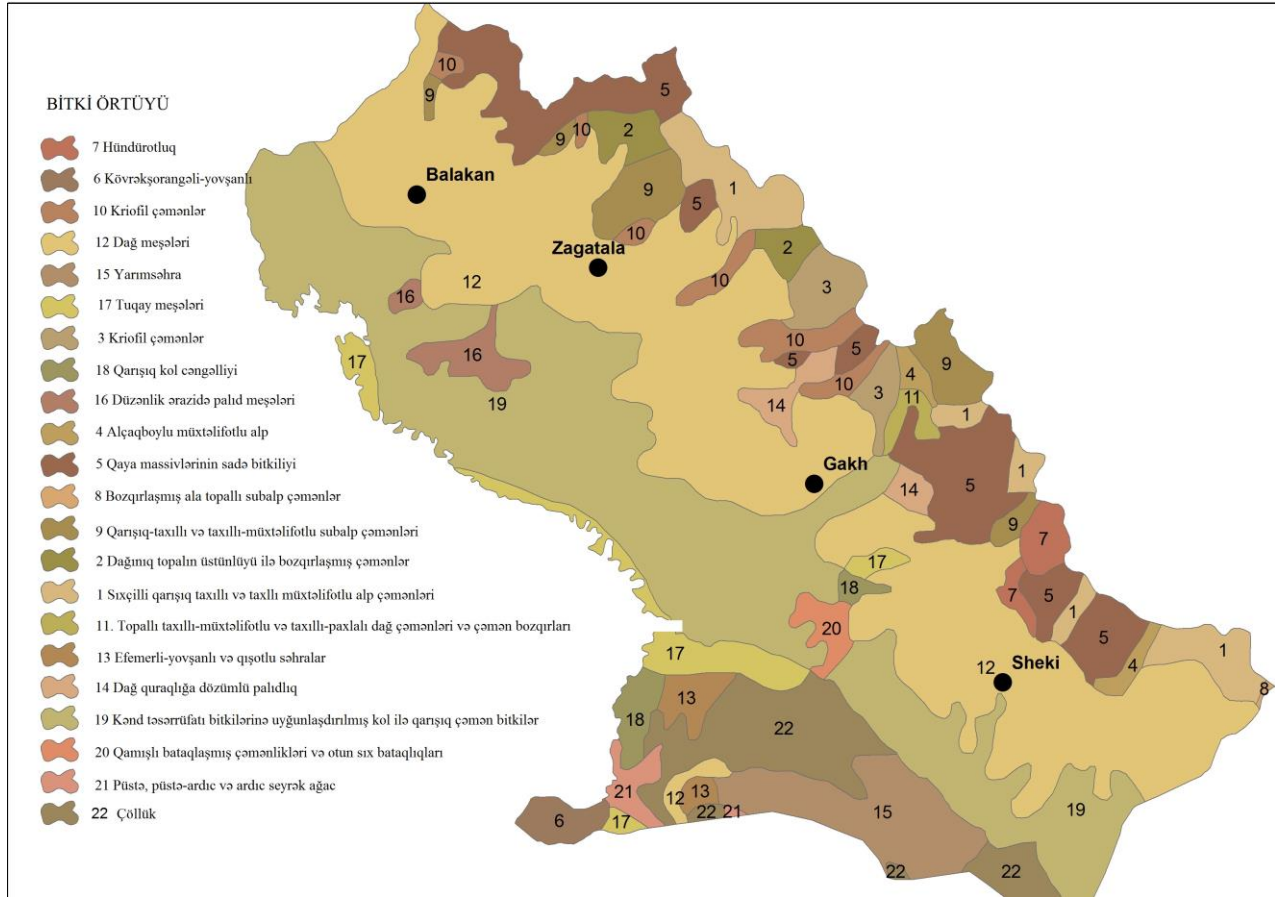 BİTKİ ÖRTÜYÜ
7 Hündürotluq
6 Kövrəkşorangəli-yovşanlı
10 Kriofil çəmənlər
12 Dağ meşələri
15 Yarımsəhra
17 Tuqay meşələri
3 Kriofil çəmənlər
18 Qarışıq kol cəngəlliyi
16 Düzənlik ərazidə palıd meşələri
4 Alçaqboylu müxtəlifotlu alp
5 Qaya massivlərinin sadə bitkiliyi
8 Bozqırlaşmış ala topallı subalp çəmənlər
9 Qarışıq-taxıllı və taxıllı-müxtəlifotlu subalp çəmənləri
2 Dağınıq topalın üstünlüyü ilə bozqırlaşmış çəmənlər
1 Sıxçilli qarışıq taxıllı və taxllı müxtəlifotlu alp çəmənləri
11. Topallı taxıllı-müxtəlifotlu və taxıllı-paxlalı dağ çəmənləri və çəmən bozqırları
13 Efemerli-yovşanlı və qışotlu səhralar
14 Dağ quraqlığa dözümlü palıdlıq
19 Kənd təsərrüfatı bitkilərinə uyğunlaşdırılmış kol ilə qarışıq çəmən bitkilər
20 Qamışlı bataqlaşmış çəmənlikləri və otun sıx bataqlıqları
21 Püstə, püstə-ardıc və ardıc seyrək ağac
22 Çöllük
10
5
9
9
10
2
Balakan
9
5
1
10
Zagatala
2
12
10
3
16
10
5
5
9
16
17
10
4
3
11
19
14
1
Gakh
14
5
1
9
7
17
18
7
5
1
20
5
17
1
12
Sheki
4
13
8
18
22
21
12
13
15
19
6
17
22
21
22
22